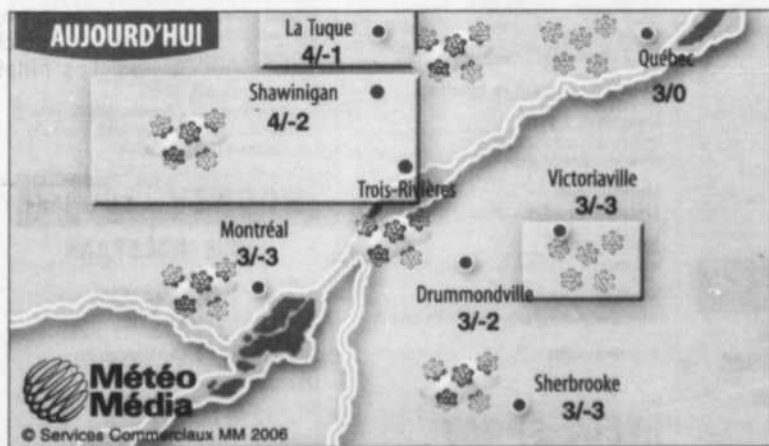 AUJOURD'HUI
La Tuque
4/-1
Québec
3/0
Shawinigan
4/-2
Trois-Rivières
Victoriaville
3/-3
Montréal
3/-3
Drummondville
3/-2
Sherbrooke
3/-3
Météo
Média
© Services Commerciaux MM 2006